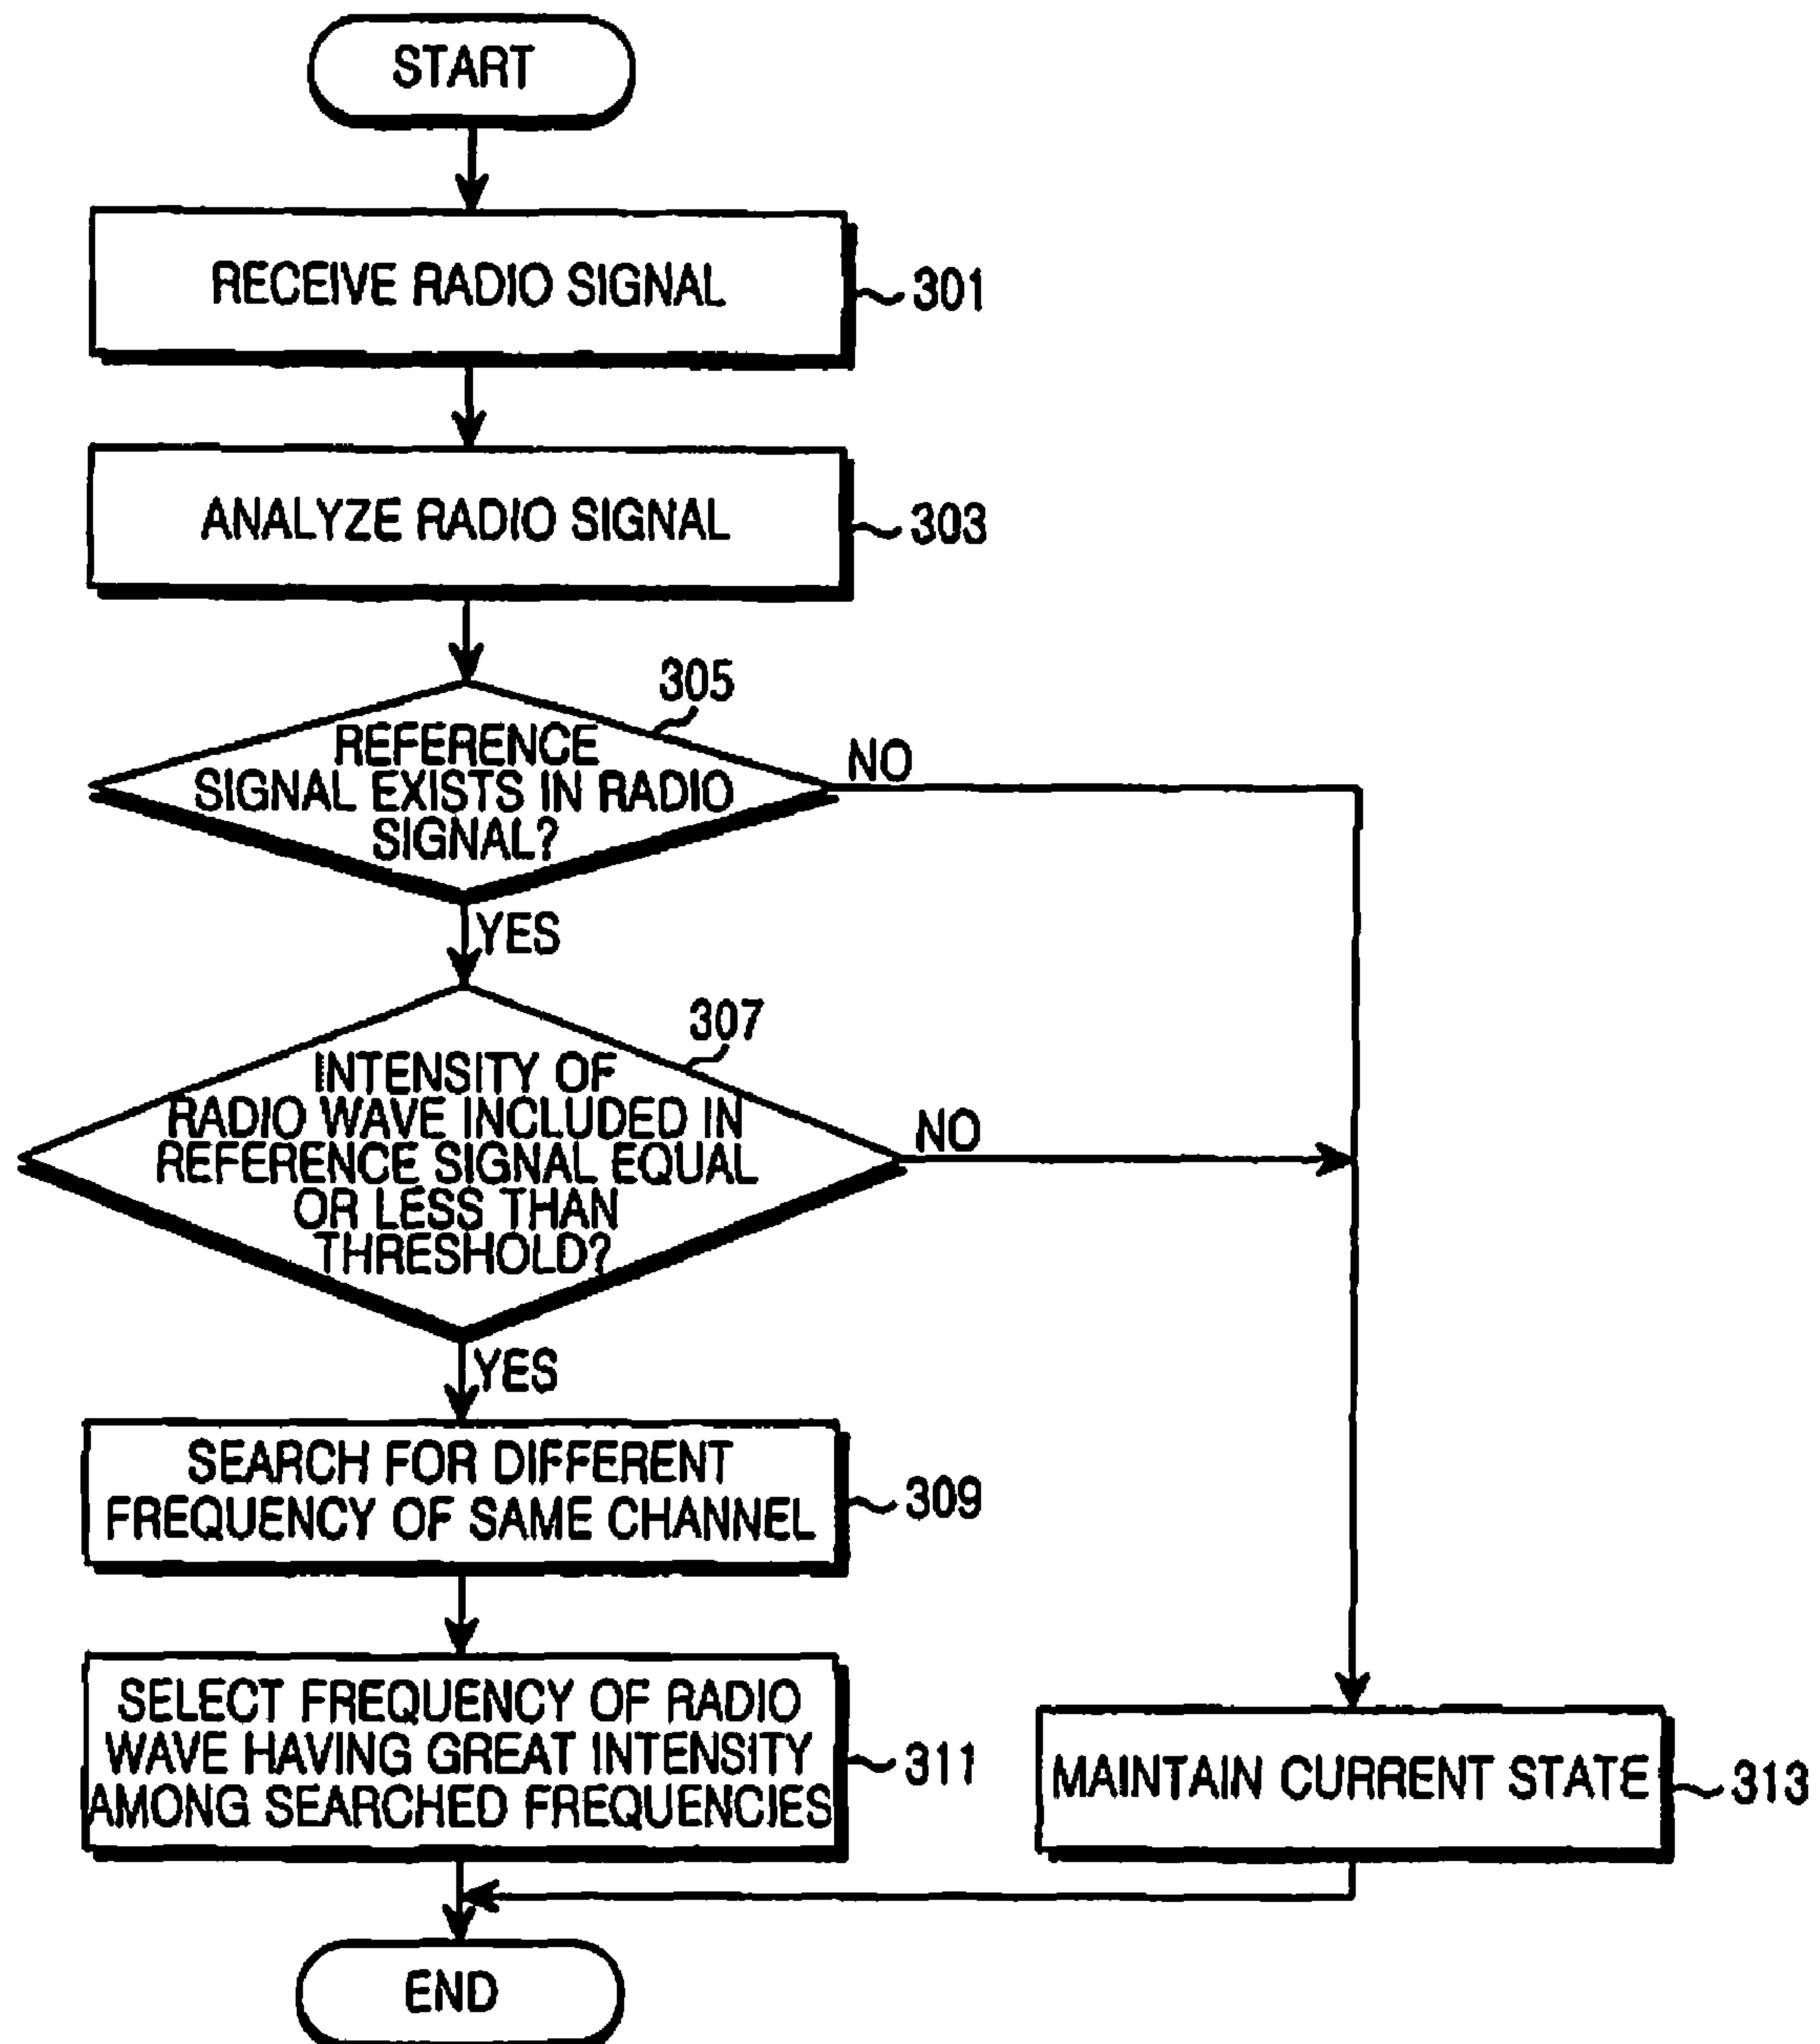 START
RECEIVE RADIO SIGNAL
301
ANALYZE RADIO SIGNAL
303
305
REFERENCE
SIGNAL EXISTS IN RADIO
SIGNAL?
NO
YES
307
INTENSITY OF
RADIO WAVE INCLUDED IN
REFERENCE SIGNAL EQUAL
OR LESS THAN
THRESHOLD?
NO
YES
SEARCH FOR DIFFERENT
FREQUENCY OF SAME CHANNEL
309
SELECT FREQUENCY OF RADIO
WAVE HAVING GREAT INTENSITY
AMONG SEARCHED FREQUENCIES
311
MAINTAIN CURRENT STATE
313
END